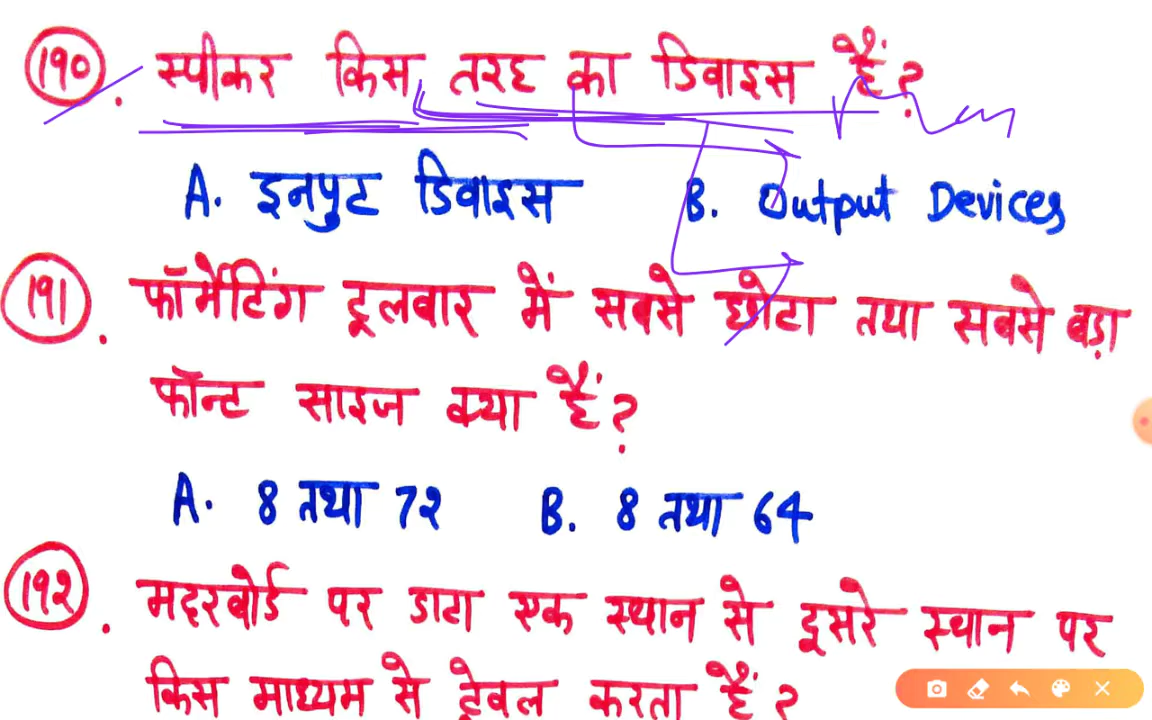 190. स्पीकर किस तरह का डिवाइस हैं?
A. इनपुट डिवाइस B. Output Devices
191. फॉर्मेटिंग टूलबार में सबसे छोटा तथा सबसे बड़ा
फॉन्ट साइज क्या हैं?
A. 8 तथा 72 B. 8 तथा 64
192. मदरबोर्ड पर डाटा एक स्थान से दूसरे स्थान पर
किस माध्यम से ट्रेवल करता हैं?